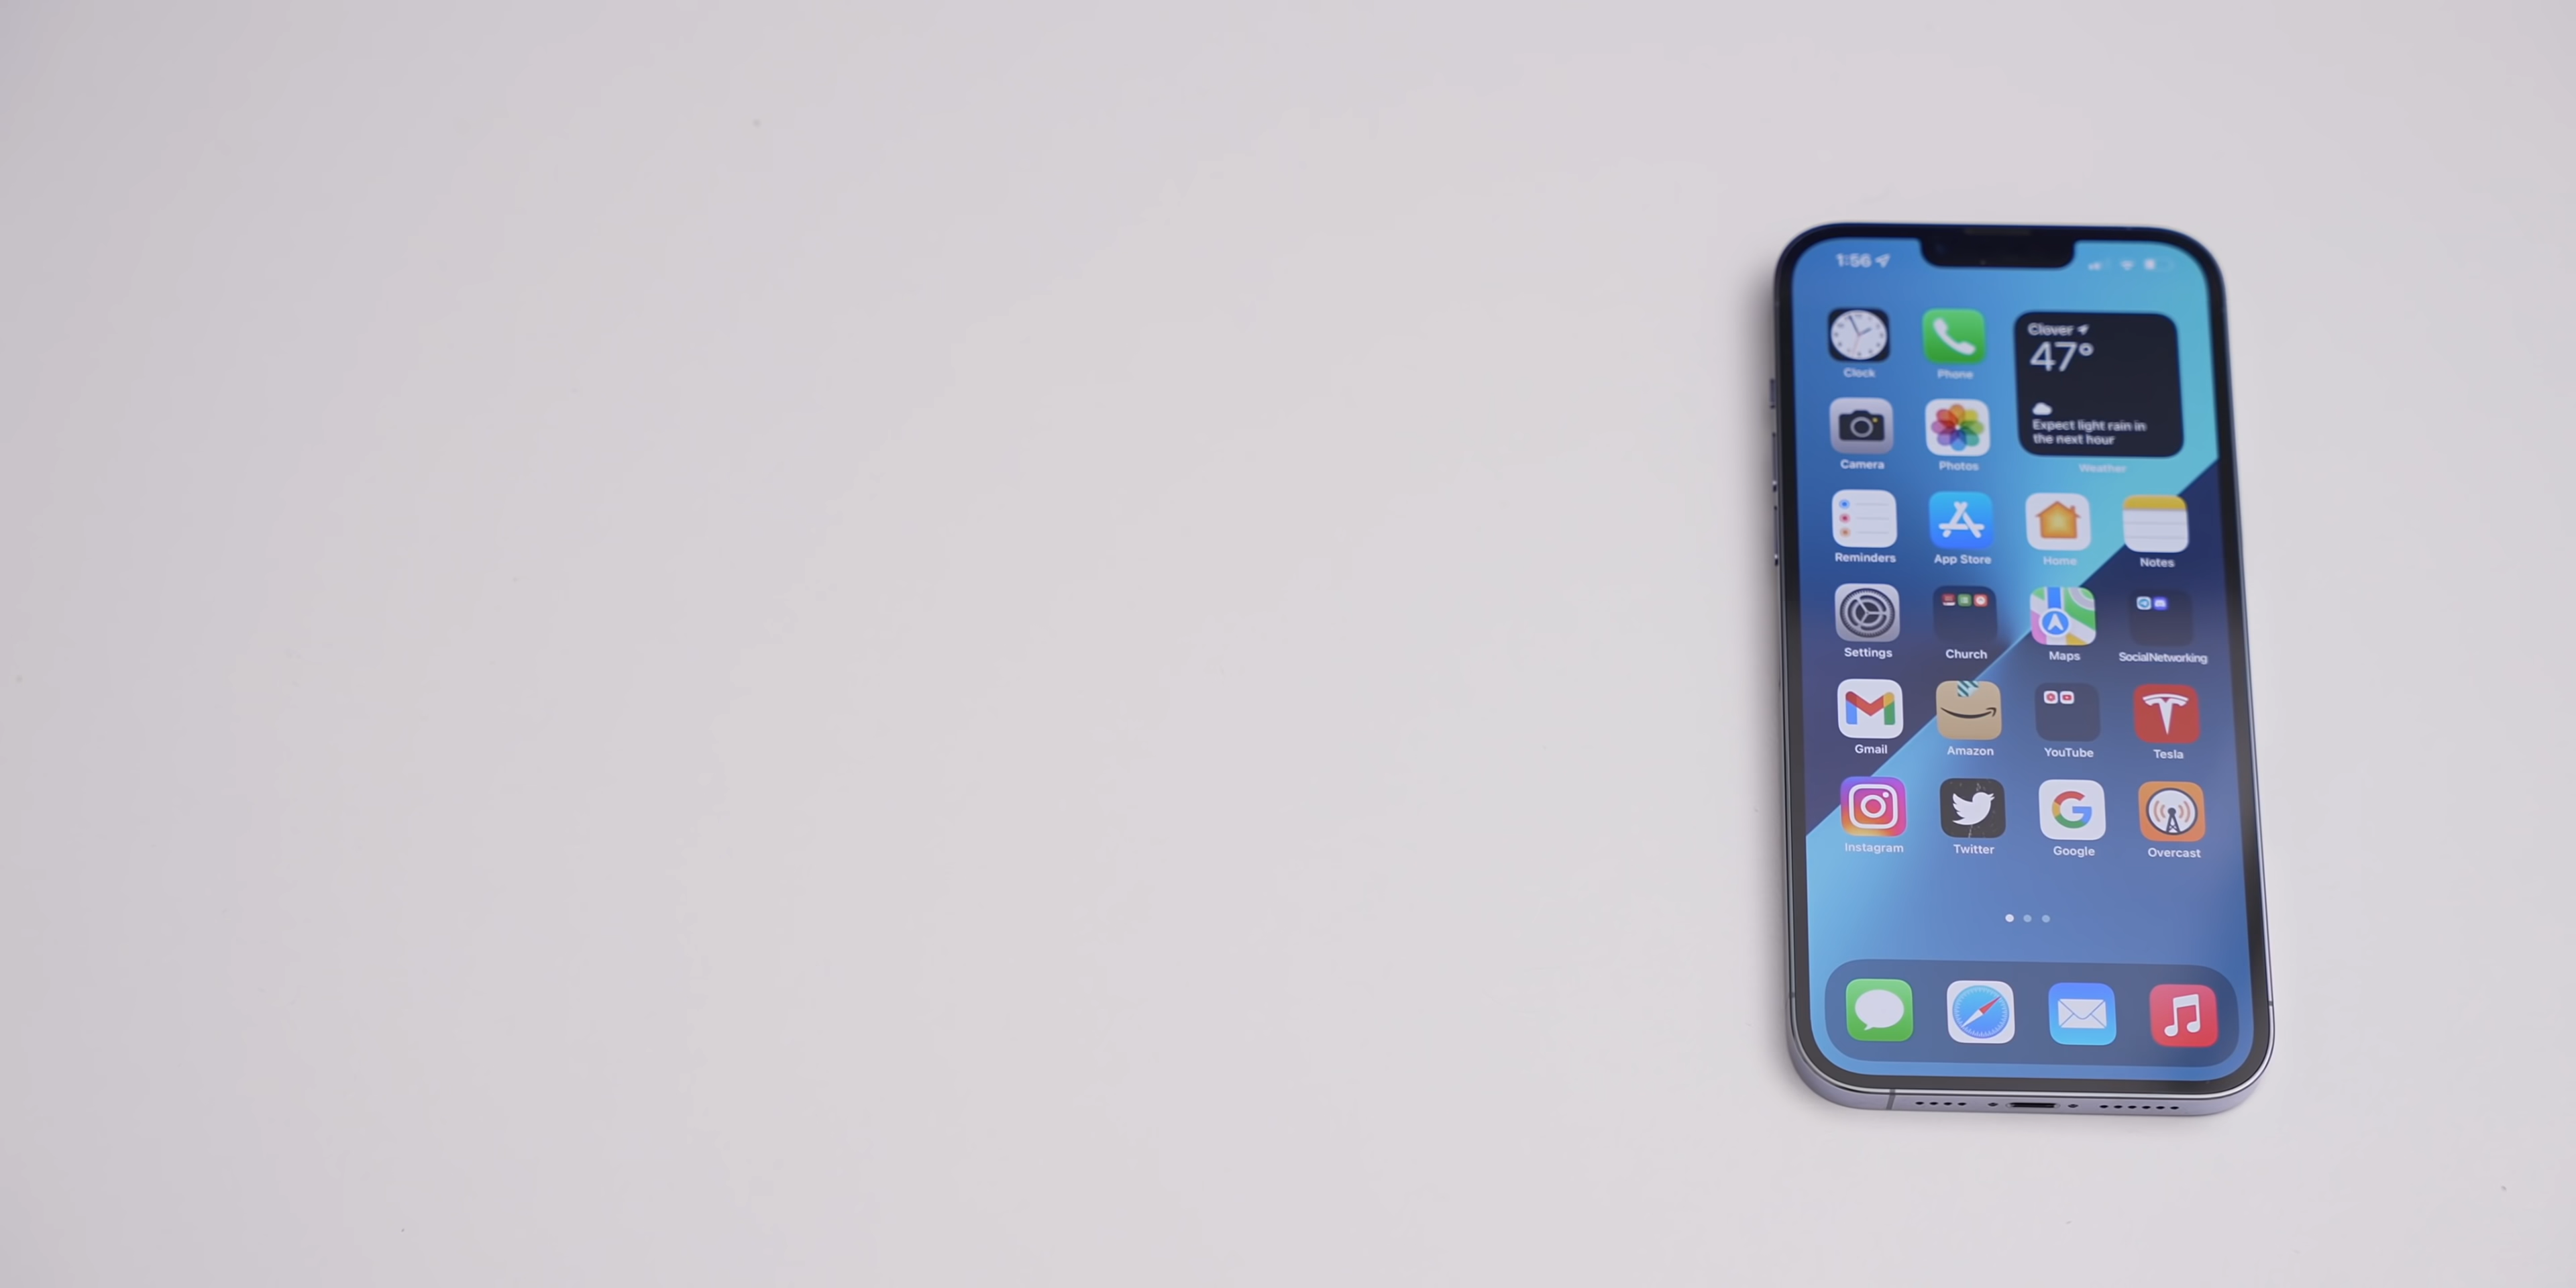 1:56
Clover
47°
Expect light rain in
the next hour
Clock Phone
Weather
Camera Photos
Reminders App Store Home Notes
Settings Church Maps SocialNetworking
Gmail Amazon YouTube Tesla
Instagram Twitter Google Overcast